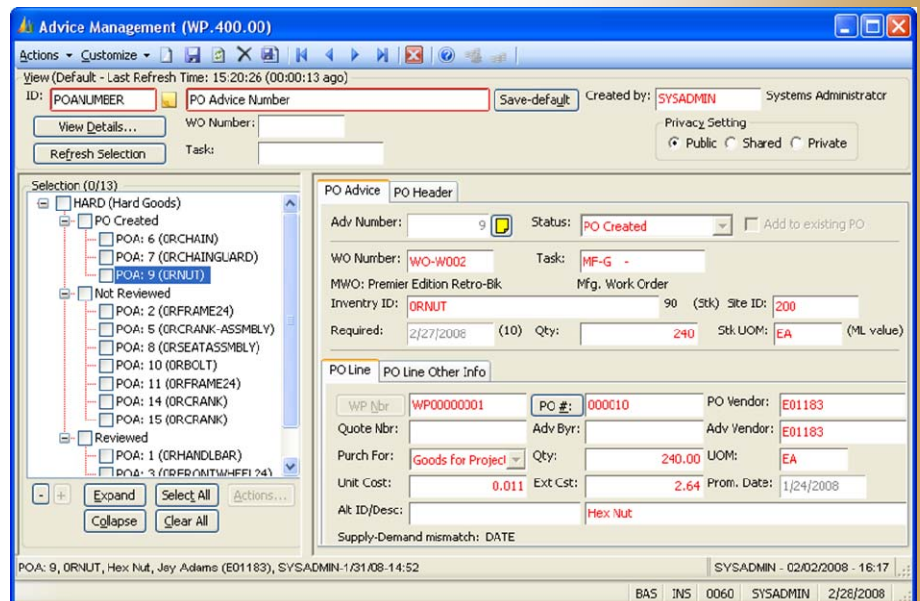 Advice Management (WP.400.00)
Actions Customize
View (Default - Last Refresh Time: 15:20:26 (00:00:13 ago)
ID: POANUMBER PO Advice Number Save-default Created by: SYSADMIN Systems Administrator
View Details... WO Number: Privacy Setting
Refresh Selection Task: Public Shared Private
Selection (0/13)
HARD (Hard Goods)
PO Created
POA: 6 (0RCHAIN)
POA: 7 (0RCHAINGUARD)
POA: 9 (0RNUT)
Not Reviewed
POA: 2 (0RFRAME24)
POA: 5 (0RCRANK-ASSMBLY)
POA: 8 (0RSEATASSMBLY)
POA: 10 (0RBOLT)
POA: 11 (0RFRAME24)
POA: 14 (0RCRANK)
POA: 15 (0RCRANK)
Reviewed
POA: 1 (0RHANDLBAR)
POA: 3 (0RFRONTWHEEL24)
- + Expand Select All Actions...
Collapse Clear All
PO Advice PO Header
Adv Number: 9 Status: PO Created Add to existing PO
WO Number: WO-W002 Task: MF-G -
MWO: Premier Edition Retro-Blk Mfg. Work Order
Inventry ID: 0RNUT 90 (Stk) Site ID: 200
Required: 2/27/2008 (10) Qty: 240 Stk UOM: EA (ML value)
PO Line PO Line Other Info
WP Nbr WP00000001 PO #: 000010 PO Vendor: E01183
Quote Nbr: Adv Byr: Adv Vendor: E01183
Purch For: Goods for Project Qty: 240.00 UOM: EA
Unit Cost: 0.011 Ext Cst: 2.64 Prom. Date: 1/24/2008
Alt ID/Desc: Hex Nut
Supply-Demand mismatch: DATE
POA: 9, 0RNUT, Hex Nut, Jey Adams (E01183), SYSADMIN-1/31/08-14:52 SYSADMIN - 02/02/2008 - 16:17
BAS INS 0060 SYSADMIN 2/28/2008